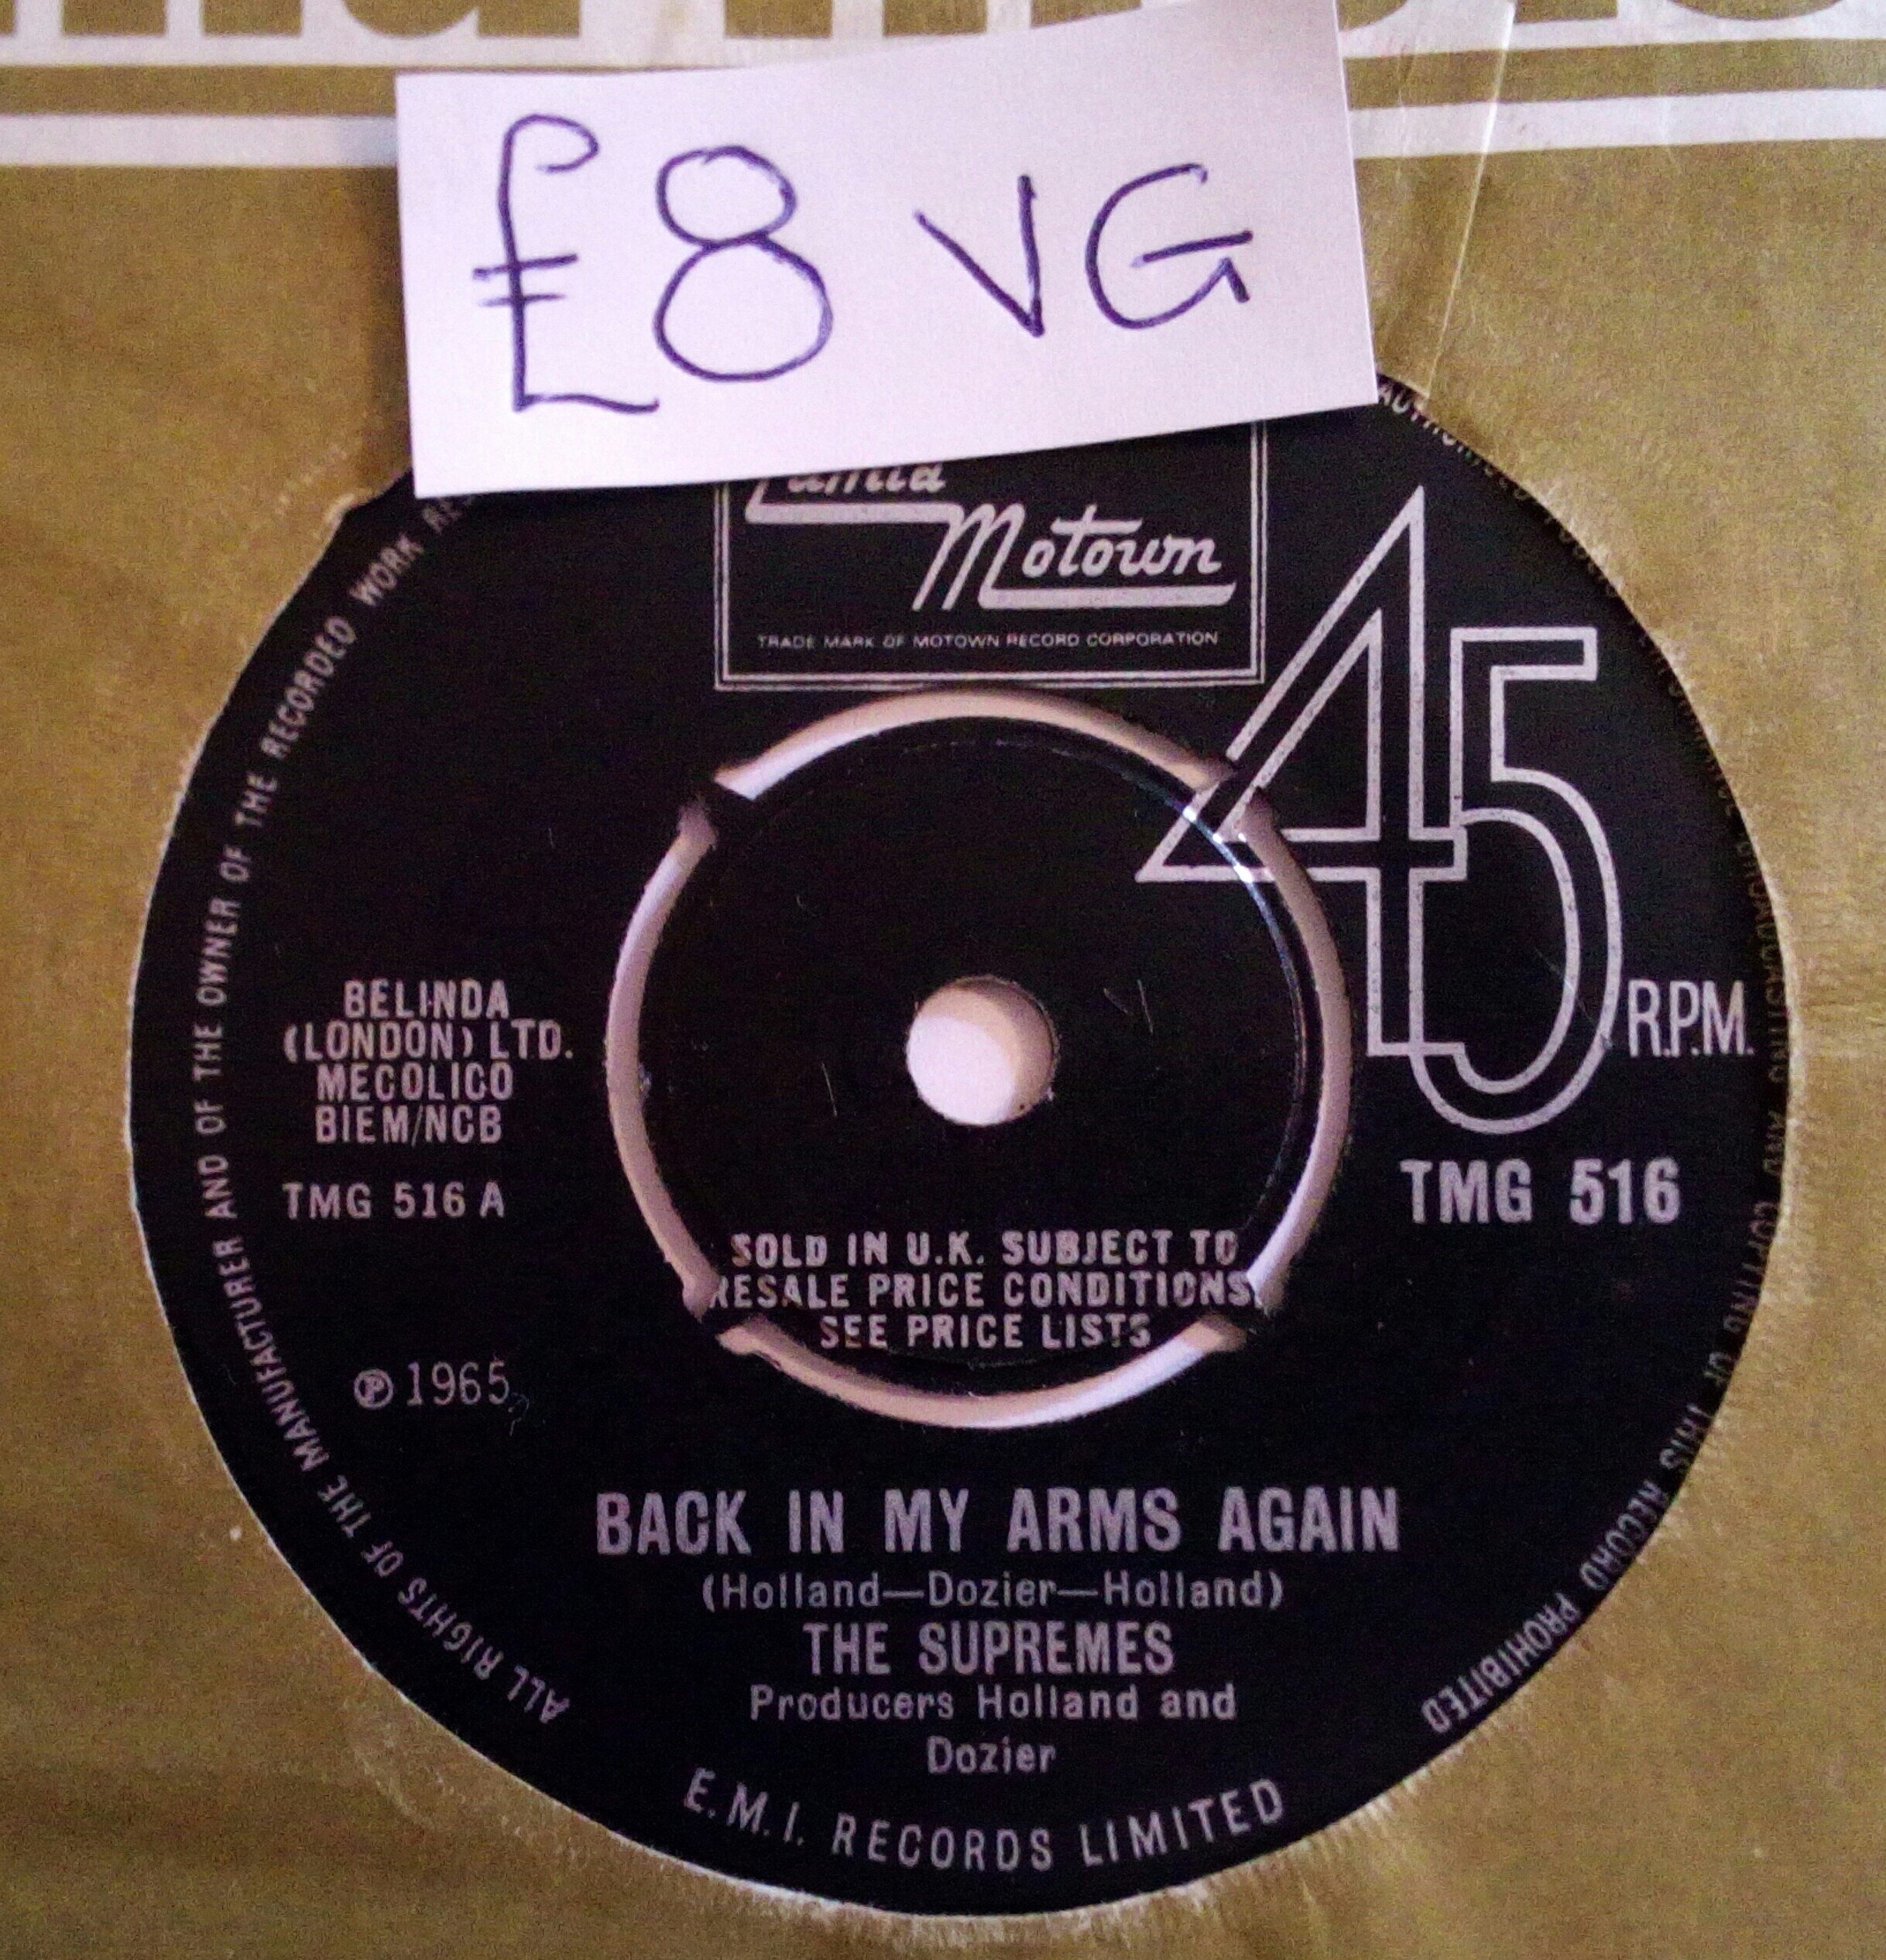 £8 VG
Tamla
Motown
TRADE MARK OF MOTOWN RECORD CORPORATION
45
R.P.M.
BELINDA
(LONDON) LTD.
MECOLICO
BIEM/NCB
TMG 516 A
TMG 516
SOLD IN U.K. SUBJECT TO
RESALE PRICE CONDITIONS,
SEE PRICE LISTS
℗ 1965
BACK IN MY ARMS AGAIN
(Holland—Dozier—Holland)
THE SUPREMES
Producers Holland and
Dozier
E.M.I. RECORDS LIMITED
ALL RIGHTS OF THE MANUFACTURER AND OF THE OWNER OF THE RECORDED WORK
BROADCASTING AND COPYING OF THIS RECORD PROHIBITED